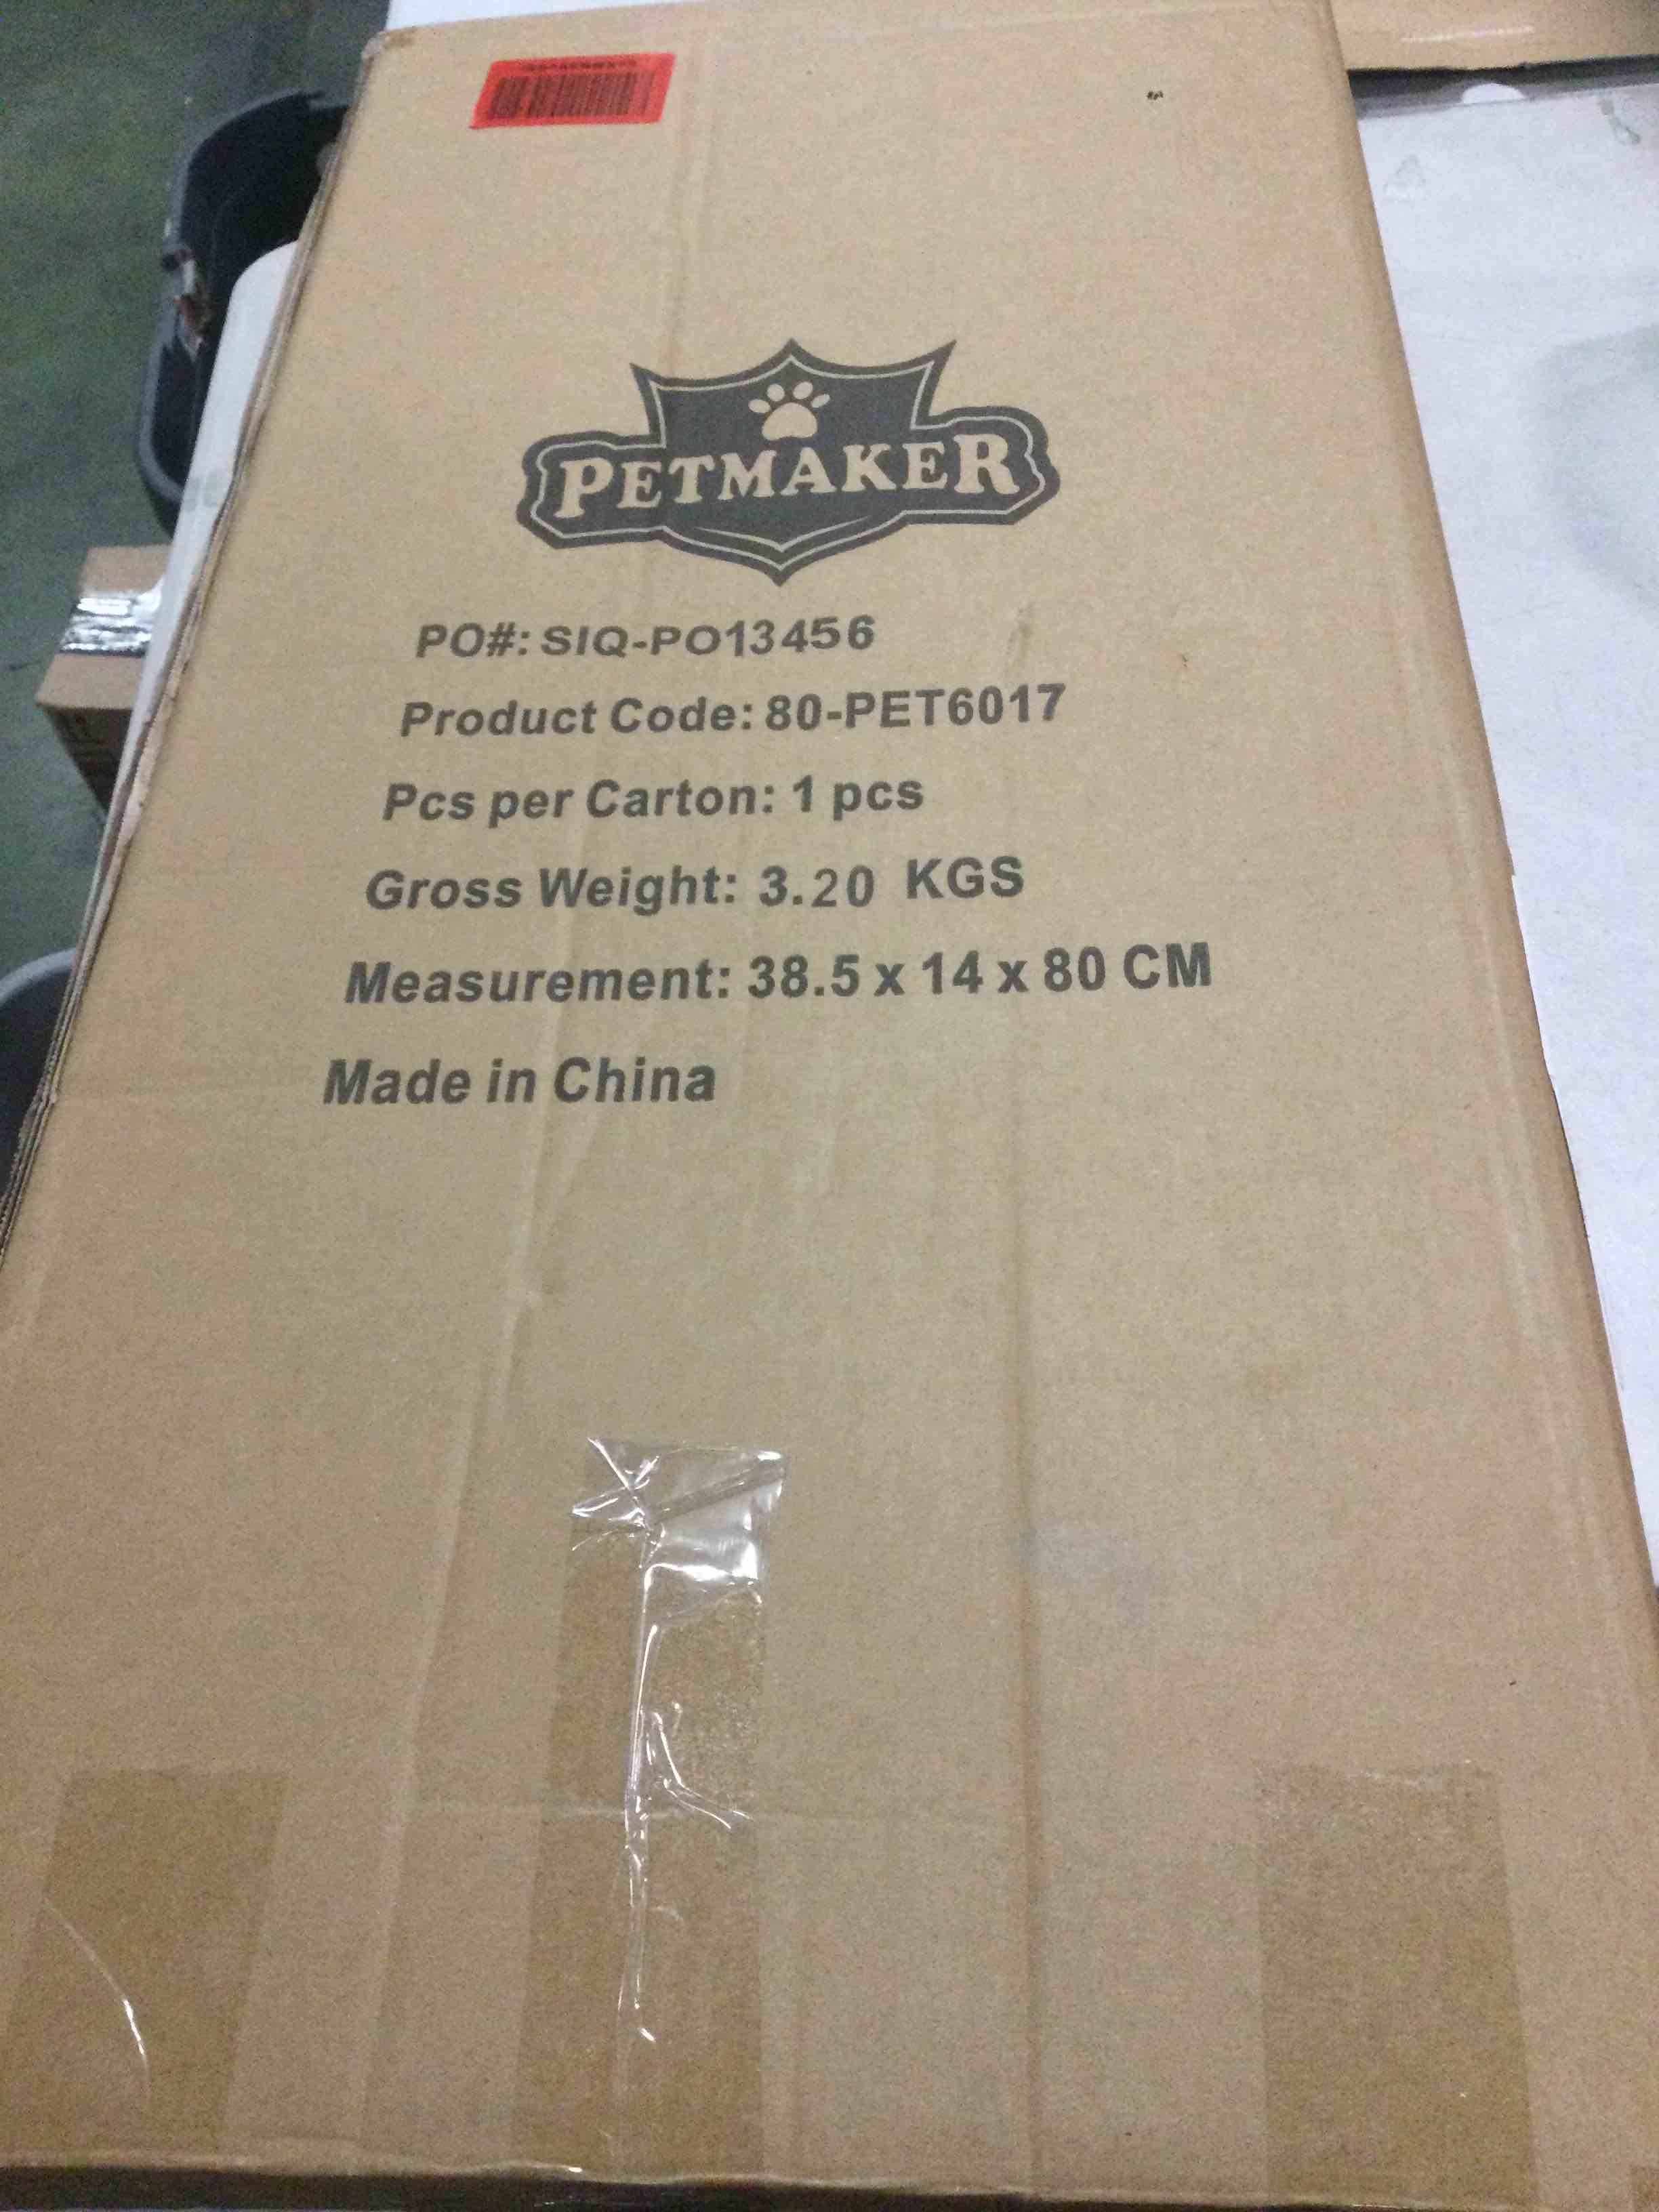 PETMAKER
PO#: SIQ-PO13456
Product Code: 80-PET6017
Pcs per Carton: 1 pcs
Gross Weight: 3.20 KGS
Measurement: 38.5 x 14 x 80 CM
Made in China